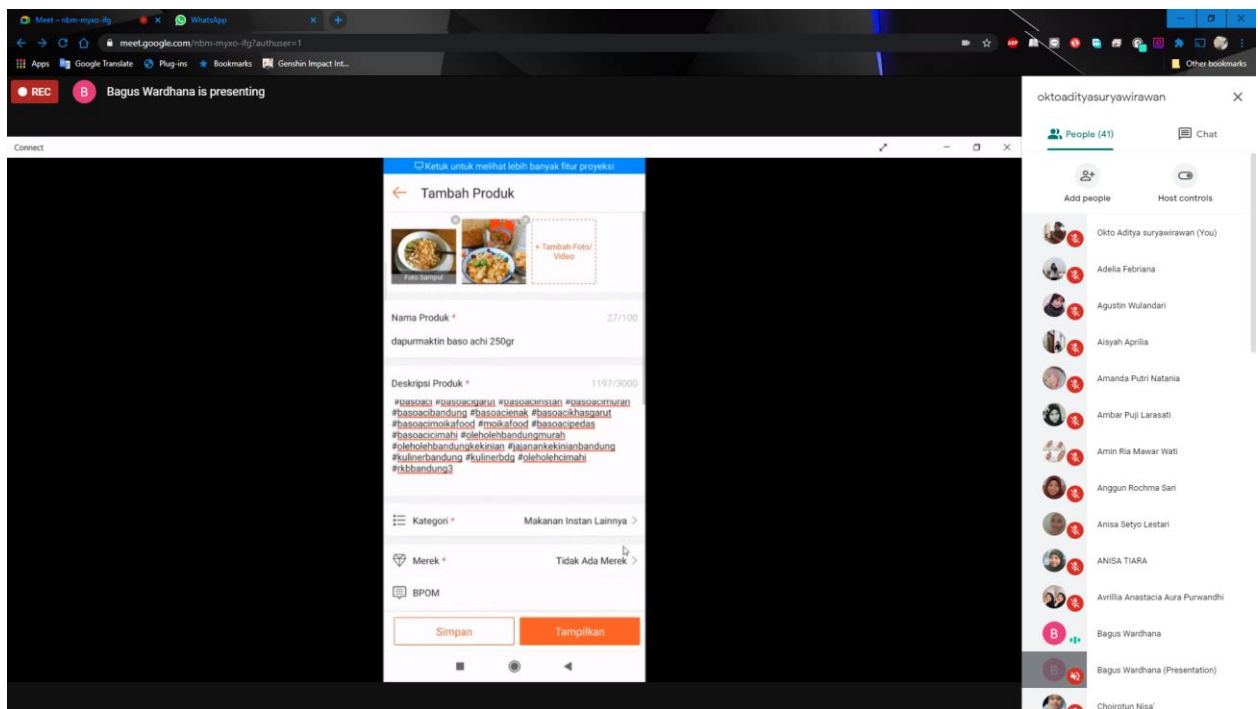 Meet – nbm-myxo-ifg
WhatsApp
meet.google.com/nbm-myxo-ifg?authuser=1
Apps
Google Translate
Plug-ins
Bookmarks
Genshin Impact Int...
Other bookmarks
REC
B
Bagus Wardhana is presenting
Connect
Ketuk untuk melihat lebih banyak fitur proyeksi
Tambah Produk
Foto Sampul
+ Tambah Foto/
Video
Nama Produk *
27/100
dapurmaktin baso achi 250gr
Deskripsi Produk *
1197/3000
#basoaci #basoacigarut #basoaciinstan #basoacimurah
#basoacibandung #basoacienak #basoacikhasgarut
#basoacimoikafood #moikafood #basoacipedas
#basoacicimahi #oleholehbandungmurah
#oleholehbandungkekinian #jajanankekinianbandung
#kulinerbandung #kulinerbdg #oleholehcimahi
#rkbbandung3
Kategori *
Makanan Instan Lainnya
Merek *
Tidak Ada Merek
BPOM
Simpan
Tampilkan
oktoadityasuryawirawan
People (41)
Chat
Add people
Host controls
Okto Aditya suryawirawan (You)
Adelia Febriana
Agustin Wulandari
Aisyah Aprilia
Amanda Putri Natania
Ambar Puji Larasati
Amin Ria Mawar Wati
Anggun Rochma Sari
Anisa Setyo Lestari
ANISA TIARA
Avrillia Anastacia Aura Purwandhi
B
Bagus Wardhana
B
Bagus Wardhana (Presentation)
Choirotun Nisa'